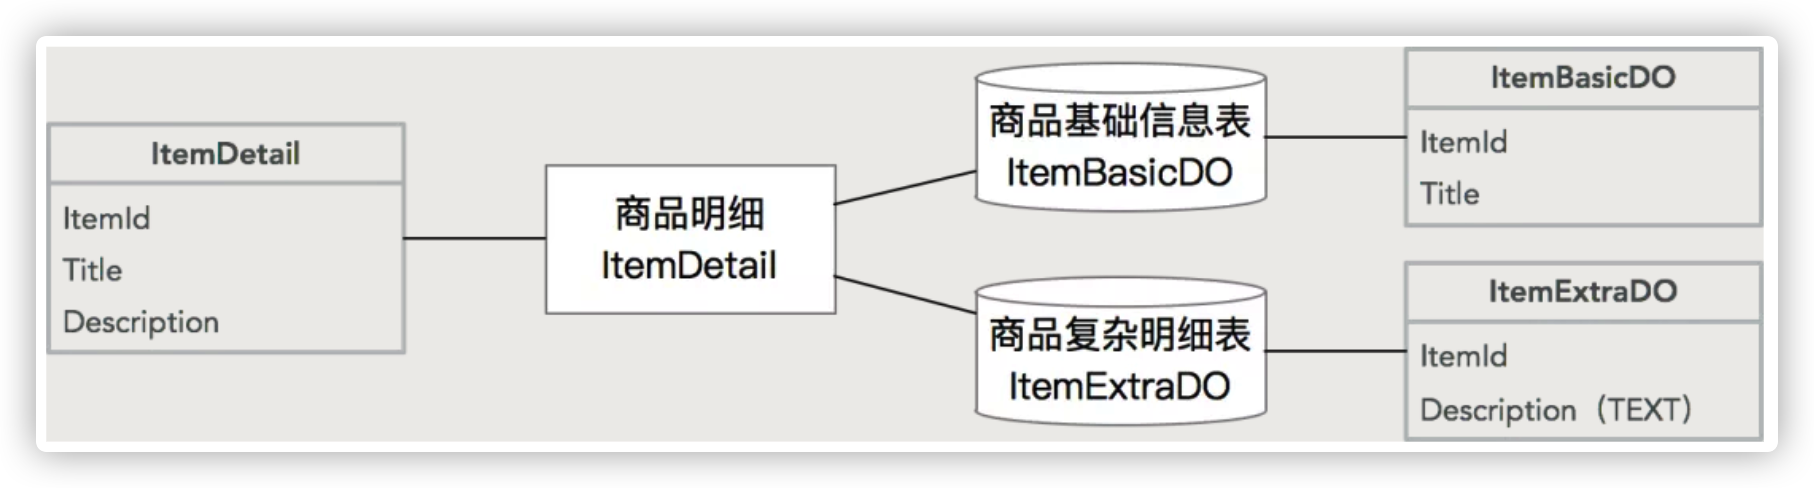 ItemDetail
ItemId
Title
Description
商品明细
ItemDetail
商品基础信息表
ItemBasicDO
商品复杂明细表
ItemExtraDO
ItemBasicDO
ItemId
Title
ItemExtraDO
ItemId
Description（TEXT）